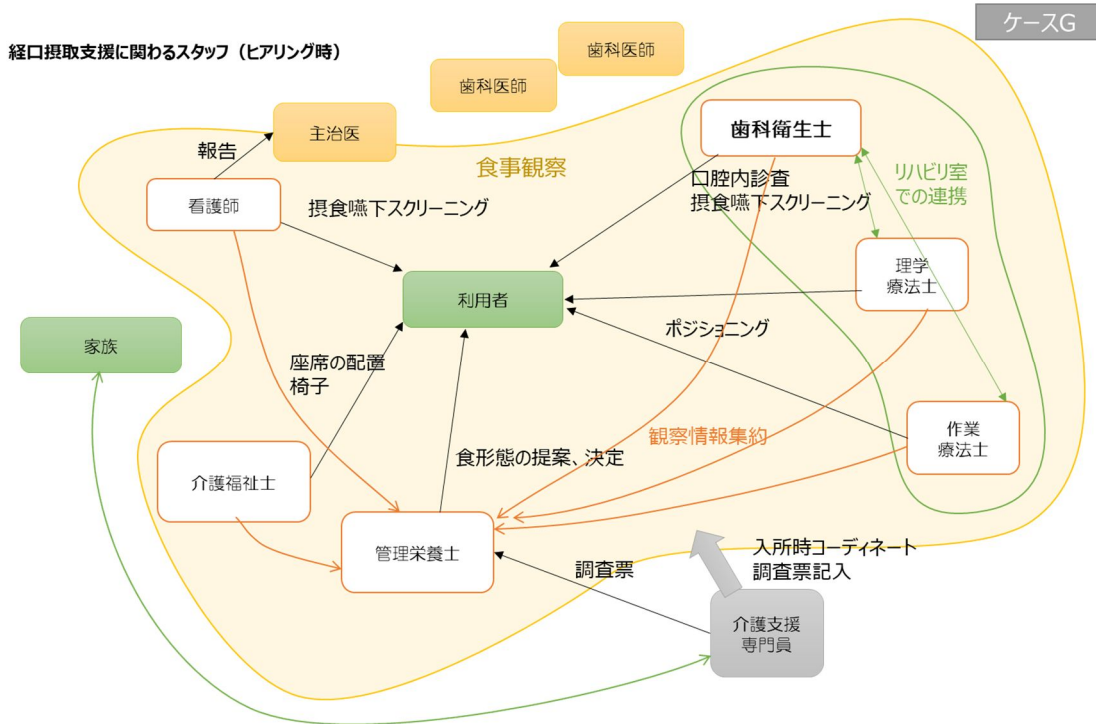 ケースG
経口摂取支援に関わるスタッフ（ヒアリング時）
歯科医師
歯科医師
主治医
歯科衛生士
報告
食事観察
リハビリ室
での連携
看護師
摂食嚥下スクリーニング
口腔内診査
摂食嚥下スクリーニング
理学
療法士
利用者
ポジショニング
家族
座席の配置
椅子
作業
療法士
観察情報集約
介護福祉士
食形態の提案、決定
管理栄養士
入所時コーディネート
調査票記入
調査票
介護支援
専門員